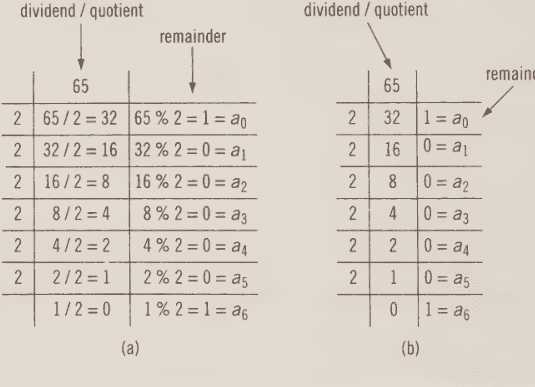 dividend / quotient
remainder
65
2 65 / 2 = 32 65 % 2 = 1 = a₀
2 32 / 2 = 16 32 % 2 = 0 = a₁
2 16 / 2 = 8 16 % 2 = 0 = a₂
2 8 / 2 = 4 8 % 2 = 0 = a₃
2 4 / 2 = 2 4 % 2 = 0 = a₄
2 2 / 2 = 1 2 % 2 = 0 = a₅
1 / 2 = 0 1 % 2 = 1 = a₆
(a)
dividend / quotient
remaind
65
2 32 1 = a₀
2 16 0 = a₁
2 8 0 = a₂
2 4 0 = a₃
2 2 0 = a₄
2 1 0 = a₅
0 1 = a₆
(b)